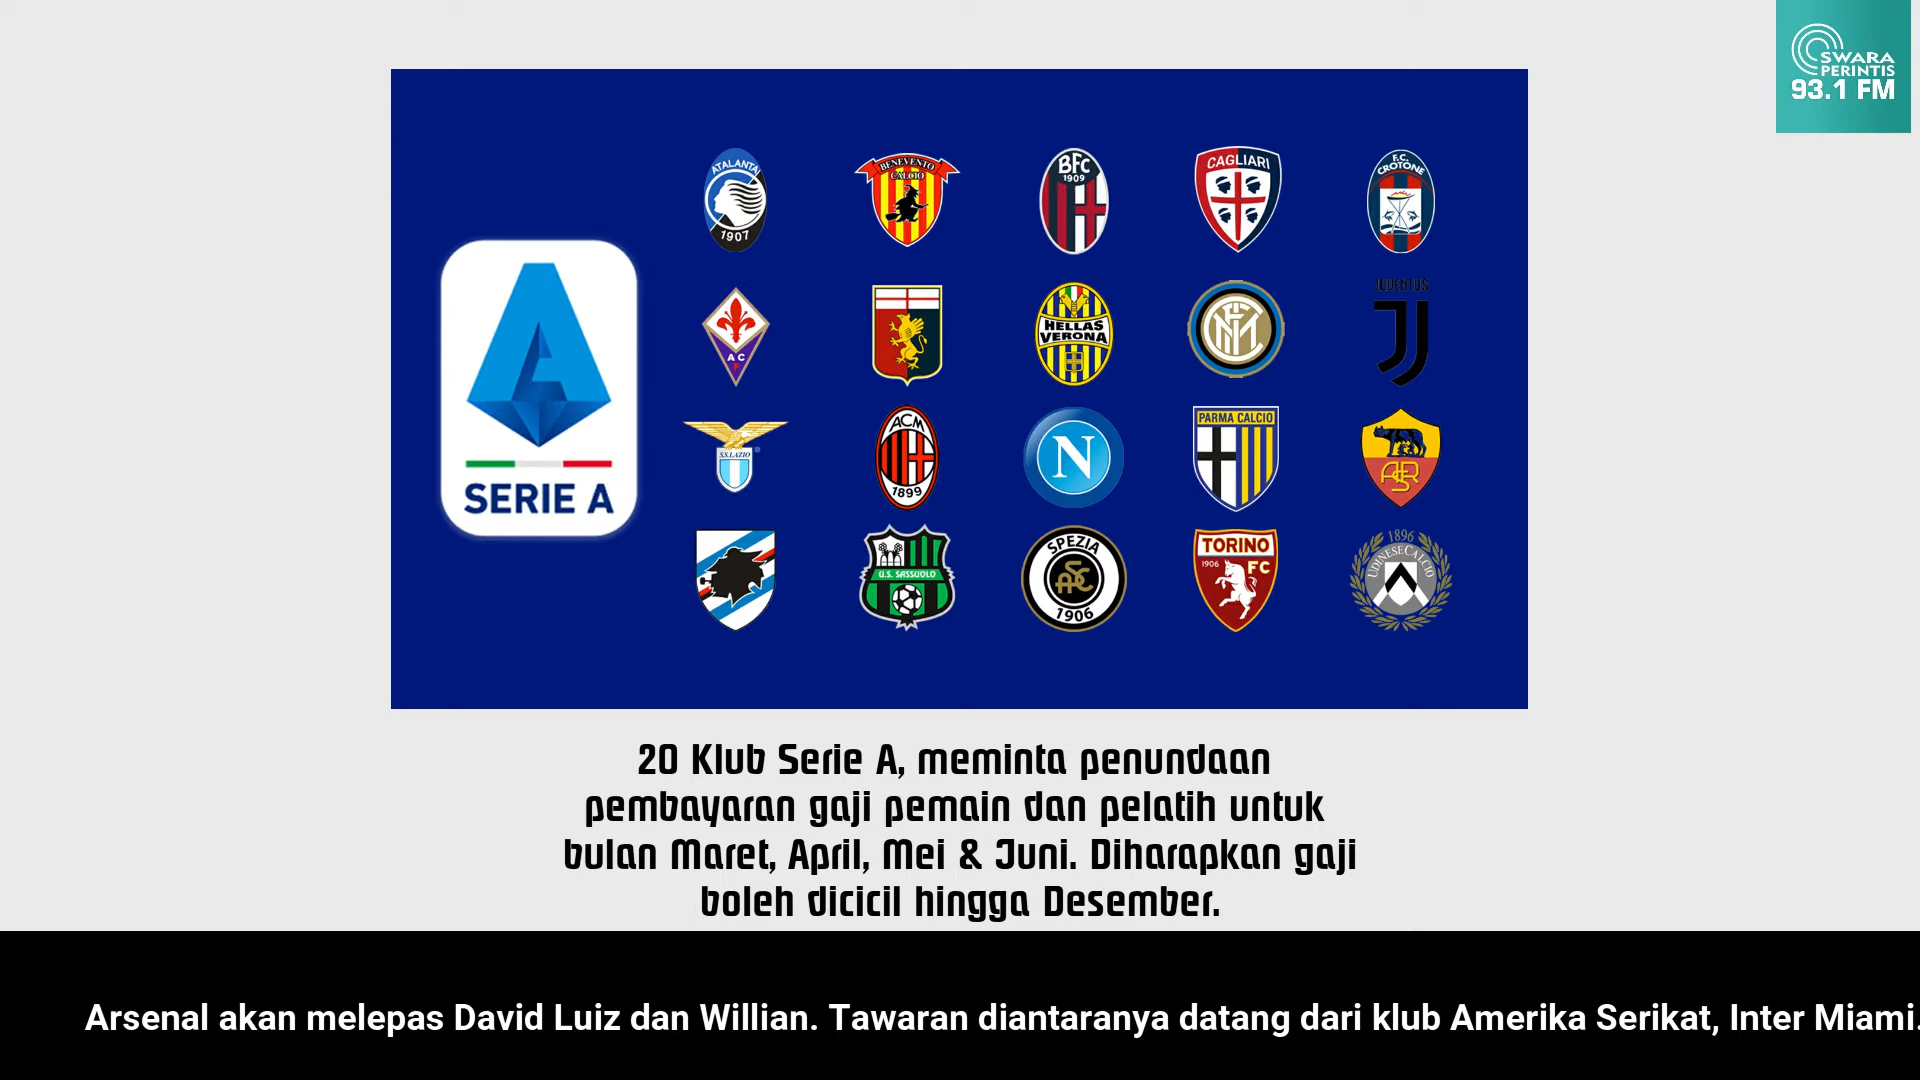 SWARA
PERINTIS
93.1 FM
ATALANTA
1907
BENEVENTO
CALCIO
BFC
1909
CAGLIARI
F.C.
CROTONE
SERIE A
A C
F
HELLAS
VERONA
JUVENTUS
S.S.LAZIO
ACM
1899
N
PARMA CALCIO
ASR
U.S. SASSUOLO
SPEZIA
ASC
1906
TORINO
1906 FC
1896
UDINESE CALCIO
20 Klub Serie A, meminta penundaan
pembayaran gaji pemain dan pelatih untuk
bulan Maret, April, Mei & Juni. Diharapkan gaji
boleh dicicil hingga Desember.
Arsenal akan melepas David Luiz dan Willian. Tawaran diantaranya datang dari klub Amerika Serikat, Inter Miami.